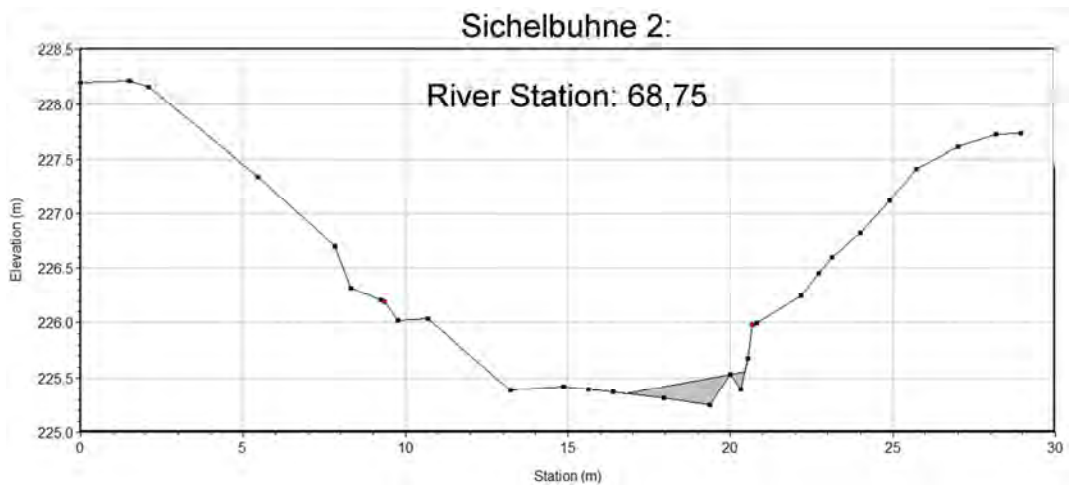 Sichelbuhne 2:
River Station: 68,75
228.5
228.0
227.5
227.0
226.5
226.0
225.5
225.0
Elevation (m)
0 5 10 15 20 25 30
Station (m)